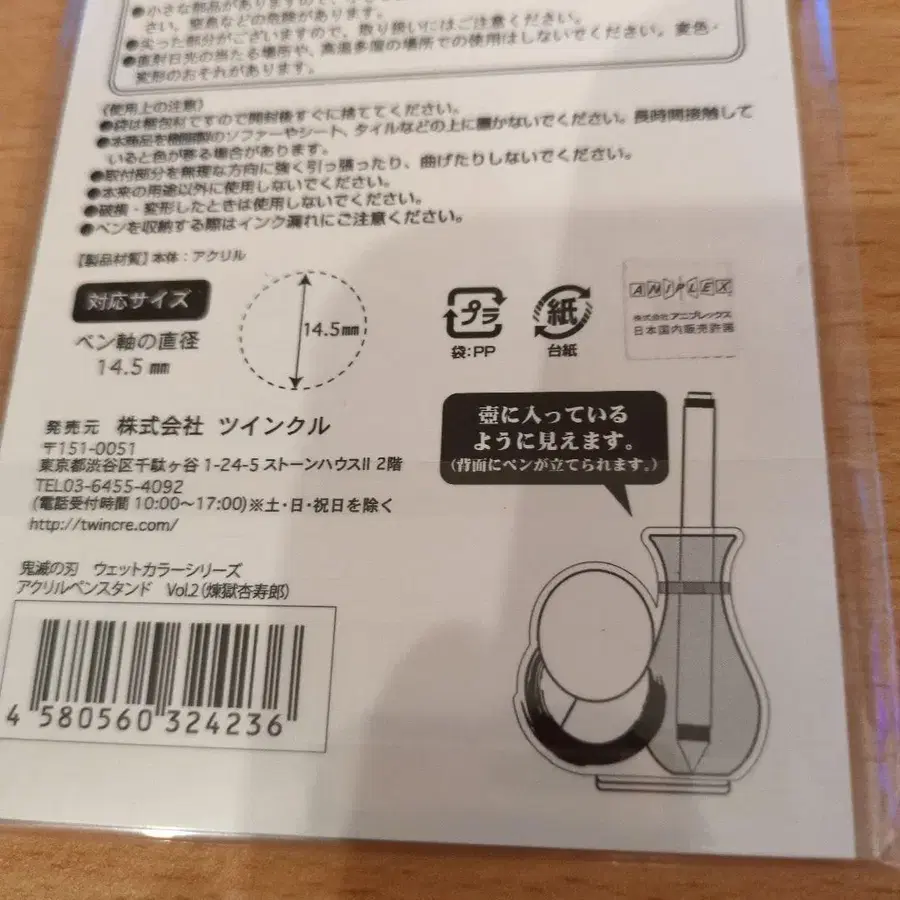 ●小さな部品がありますので、
さい。窒息などの危険があります。
●尖った部分がございますので、取り扱いにはご注意ください。
●直射日光の当たる場所や、高温多湿の場所での使用はしないでください。変色・
変形のおそれがあります。
《使用上の注意》
●袋は梱包材ですので開封後すぐに捨ててください。
●本商品を樹脂製のソファーやシート、タイルなどの上に置かないでください。長時間接触して
いると色が移る場合があります。
●取付部分を無理な方向に強く引っ張ったり、曲げたりしないでください。
●本来の用途以外に使用しないでください。
●破損・変形したときは使用しないでください。
●ペンを収納する際はインク漏れにご注意ください。
【製品材質】本体：アクリル
対応サイズ
ペン軸の直径
14.5 ㎜
14.5㎜
プラ
袋:PP
紙
台紙
ANIPLEX
株式会社アニプレックス
日本国内販売許諾
発売元 株式会社 ツインクル
〒151-0051
東京都渋谷区千駄ヶ谷 1-24-5 ストーンハウスII 2階
TEL03-6455-4092
(電話受付時間 10:00〜17:00)※土・日・祝日を除く
http://twincre.com/
壺に入っている
ように見えます。
(背面にペンが立てられます。)
鬼滅の刃 ウェットカラーシリーズ
アクリルペンスタンド Vol.2（煉獄杏寿郎）
4 580560 324236